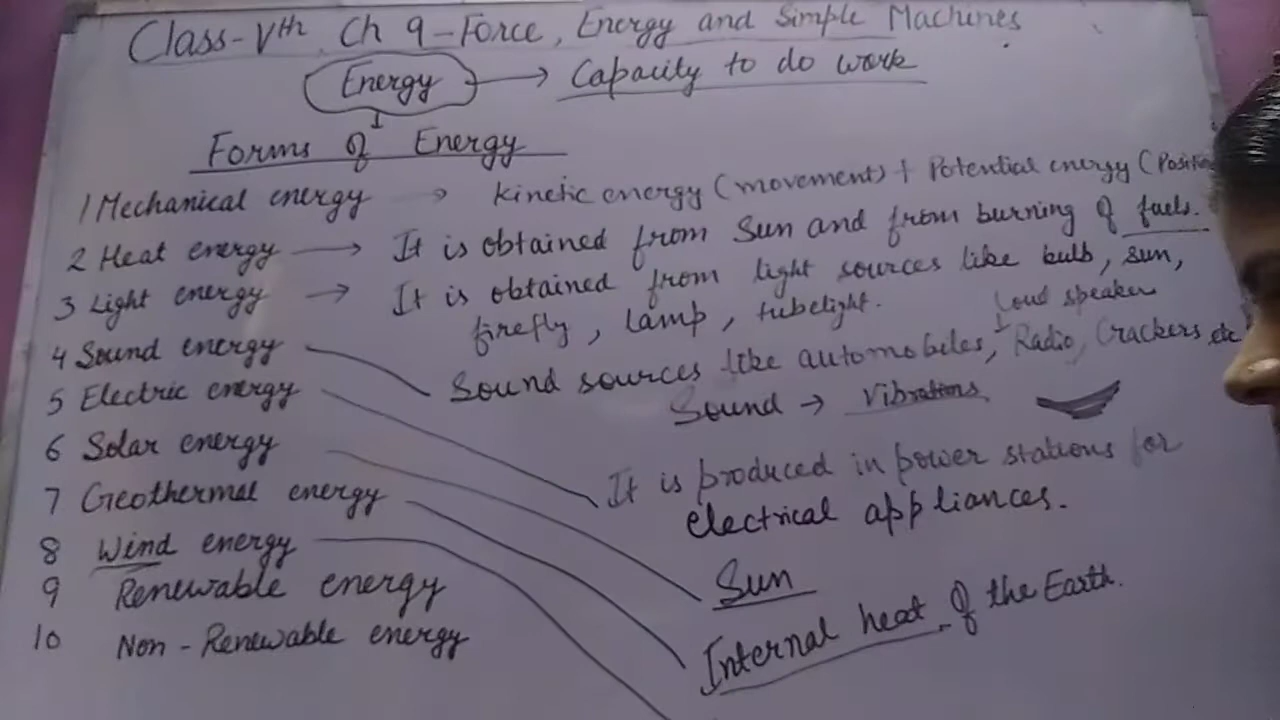 Class-Vth Ch 9-Force, Energy and Simple Machines
Energy → Capacity to do work
Forms of Energy
1 Mechanical energy → Kinetic energy (movement) + Potential energy (Positi
2 Heat energy → It is obtained from Sun and from burning of fuels.
3 Light energy → It is obtained from light sources like bulb, sun,
firefly, lamp, tubelight.
Loud speaker
4 Sound energy Sound sources like automobiles, Radio, Crackers, etc
Sound → Vibrations
5 Electric energy It is produced in power stations for
electrical appliances.
6 Solar energy Sun
7 Geothermal energy Internal heat of the Earth.
8 Wind energy
9 Renewable energy
10 Non-Renewable energy